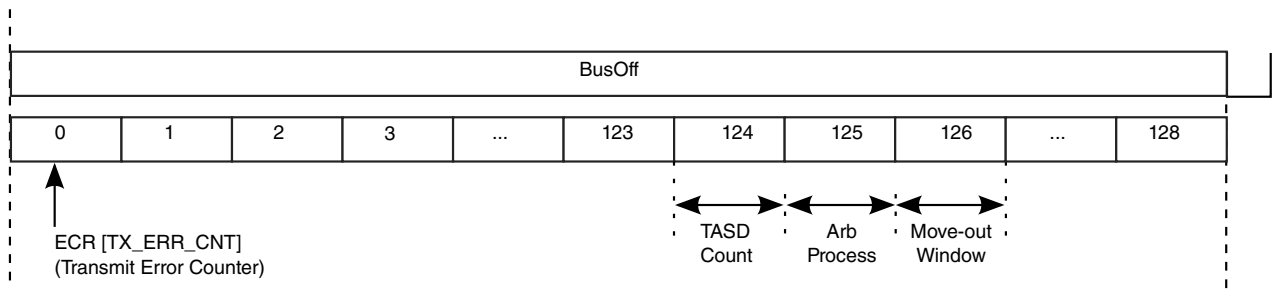 BusOff
0 1 2 3 ... 123 124 125 126 ... 128
TASD Count
Arb Process
Move-out Window
ECR [TX_ERR_CNT]
(Transmit Error Counter)